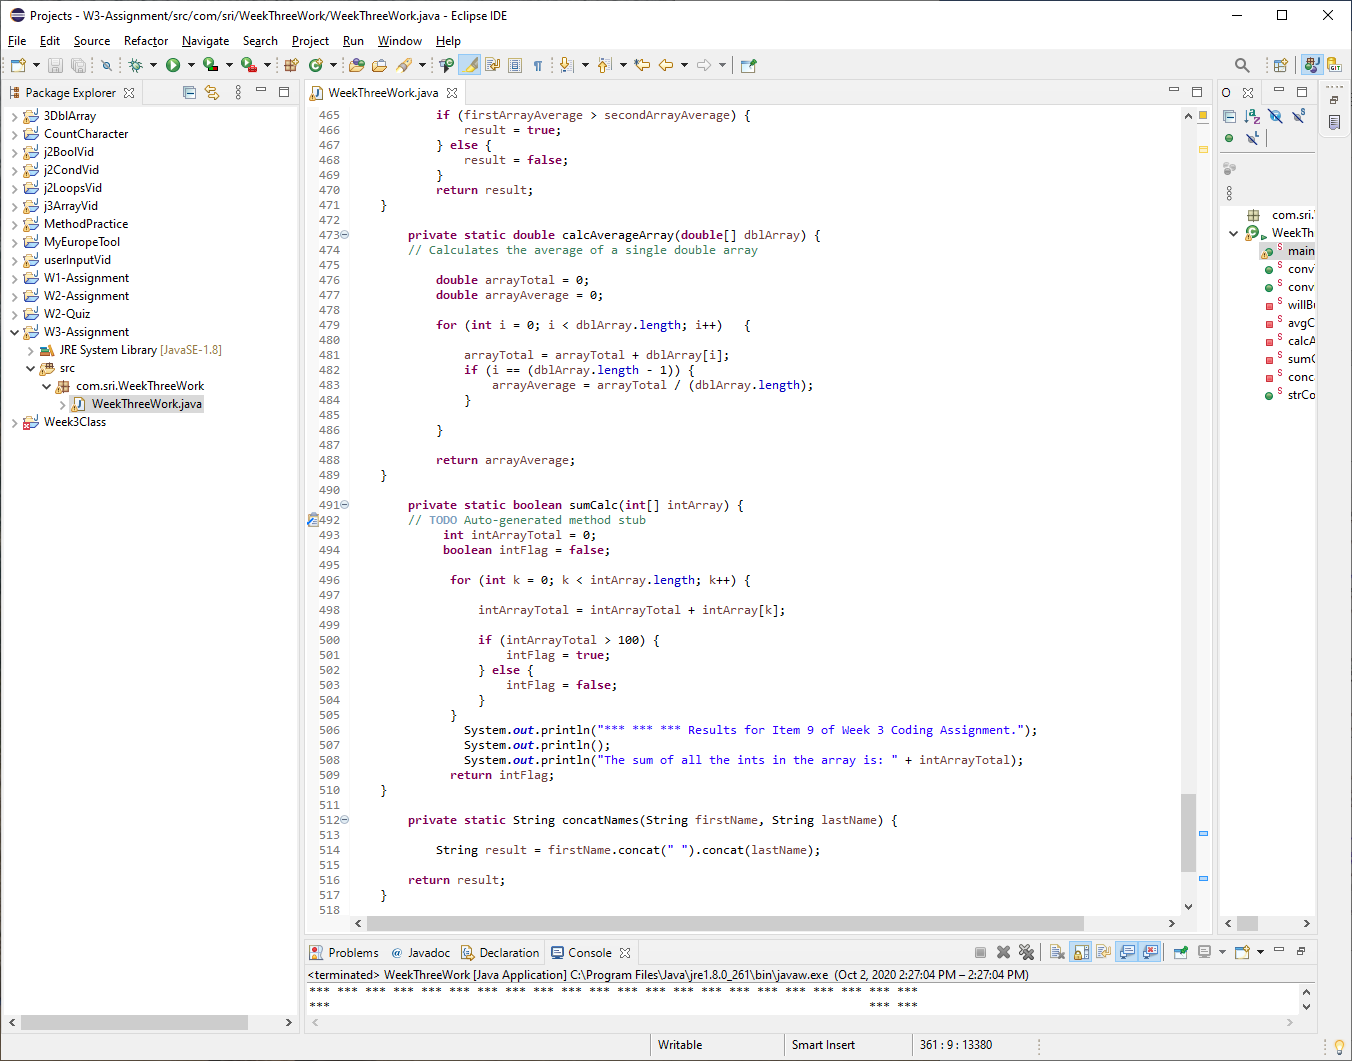 Projects - W3-Assignment/src/com/sri/WeekThreeWork/WeekThreeWork.java - Eclipse IDE
File Edit Source Refactor Navigate Search Project Run Window Help
Package Explorer
3DblArray
CountCharacter
j2BoolVid
j2CondVid
j2LoopsVid
j3ArrayVid
MethodPractice
MyEuropeTool
userInputVid
W1-Assignment
W2-Assignment
W2-Quiz
W3-Assignment
JRE System Library [JavaSE-1.8]
src
com.sri.WeekThreeWork
WeekThreeWork.java
Week3Class
WeekThreeWork.java
465 if (firstArrayAverage > secondArrayAverage) {
466 result = true;
467 } else {
468 result = false;
469 }
470 return result;
471 }
472
473 private static double calcAverageArray(double[] dblArray) {
474 // Calculates the average of a single double array
475
476 double arrayTotal = 0;
477 double arrayAverage = 0;
478
479 for (int i = 0; i < dblArray.length; i++) {
480
481 arrayTotal = arrayTotal + dblArray[i];
482 if (i == (dblArray.length - 1)) {
483 arrayAverage = arrayTotal / (dblArray.length);
484 }
485
486 }
487
488 return arrayAverage;
489 }
490
491 private static boolean sumCalc(int[] intArray) {
492 // TODO Auto-generated method stub
493 int intArrayTotal = 0;
494 boolean intFlag = false;
495
496 for (int k = 0; k < intArray.length; k++) {
497
498 intArrayTotal = intArrayTotal + intArray[k];
499
500 if (intArrayTotal > 100) {
501 intFlag = true;
502 } else {
503 intFlag = false;
504 }
505 }
506 System.out.println("*** *** *** Results for Item 9 of Week 3 Coding Assignment.");
507 System.out.println();
508 System.out.println("The sum of all the ints in the array is: " + intArrayTotal);
509 return intFlag;
510 }
511
512 private static String concatNames(String firstName, String lastName) {
513
514 String result = firstName.concat(" ").concat(lastName);
515
516 return result;
517 }
518
O
com.sri.
WeekTh
main
conv
conv
willBu
avgC
calcA
sumC
conca
strCo
Problems @ Javadoc Declaration Console
<terminated> WeekThreeWork [Java Application] C:\Program Files\Java\jre1.8.0_261\bin\javaw.exe (Oct 2, 2020 2:27:04 PM – 2:27:04 PM)
*** *** *** *** *** *** *** *** *** *** *** *** *** *** *** *** *** *** *** *** *** ***
*** *** ***
Writable Smart Insert 361 : 9 : 13380